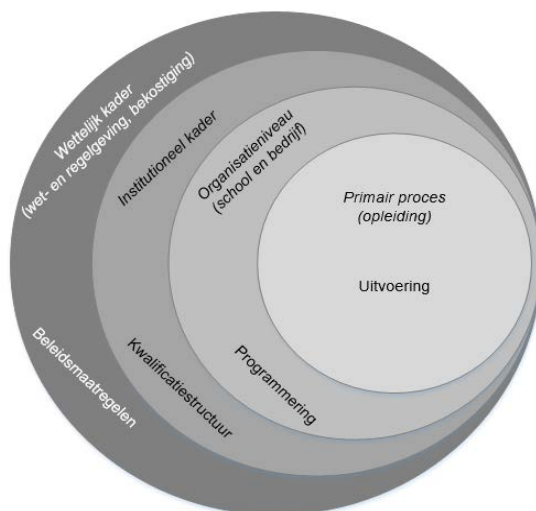 Wettelijk kader
(wet- en regelgeving, bekostiging)
Institutioneel kader
Organisatieniveau
(school en bedrijf)
Primair proces
(opleiding)
Uitvoering
Beleidsmaatregelen
Kwalificatiestructuur
Programmering